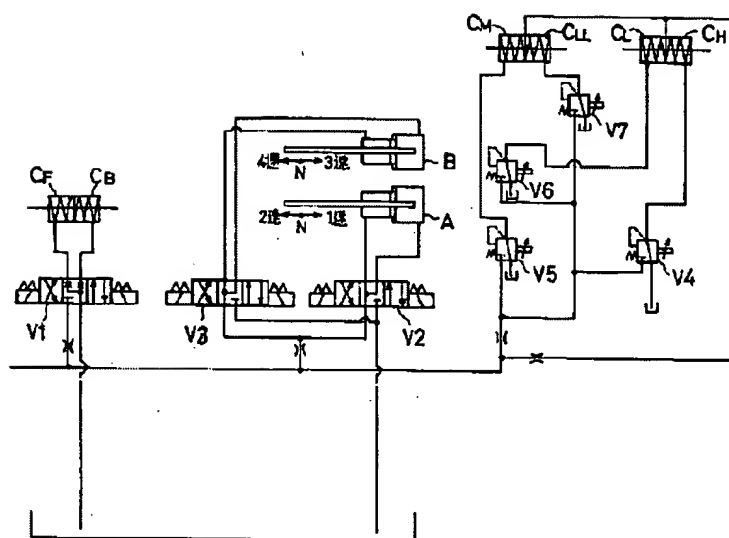 CM CLL CL CH
V7
4速 N 3速 B
CF CB
V6
2速 N 1速 A
V5 V4
V1 V3 V2